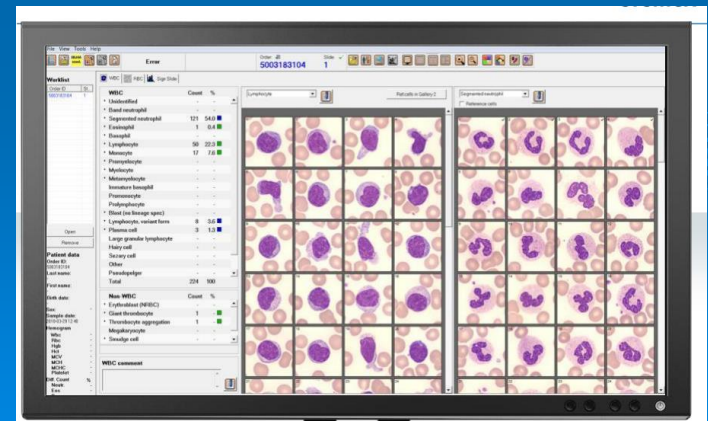 File View Tools Help
Error
Order
5003183104
Slide
1
Worklist
Order ID
5003183104 1
Open
Remove
Patient data
Order ID:
5003183104
Last name:
First name:
Birth date:
Sex:
Sample date:
Hemogram
Wbc -
Rbc -
Hgb -
Hct -
MCV -
MCH -
MCHC -
Platelet -
Diff. Count %
Neutr. -
Eos. -
WBC RBC Sign Slide
WBC Count %
Unidentified - -
Band neutrophil - -
Segmented neutrophil 121 54.0
Eosinophil 1 0.4
Basophil - -
Lymphocyte 50 22.3
Monocyte 17 7.6
Promyelocyte - -
Myelocyte - -
Metamyelocyte - -
Immature basophil - -
Promonocyte - -
Prolymphocyte - -
Blast (no lineage spec) - -
Lymphocyte, variant form 8 3.6
Plasma cell 3 1.3
Large granular lymphocyte - -
Hairy cell - -
Sezary cell - -
Other - -
Pseudopelger - -
Total 224 100
Non-WBC Count %
Erythroblast (NRBC) - -
Giant thrombocyte 1 -
Thrombocyte aggregation 1 -
Megakaryocyte - -
Smudge cell - -
WBC comment
Lymphocyte
Put cells in Gallery 2
Segmented neutrophil
Reference cells